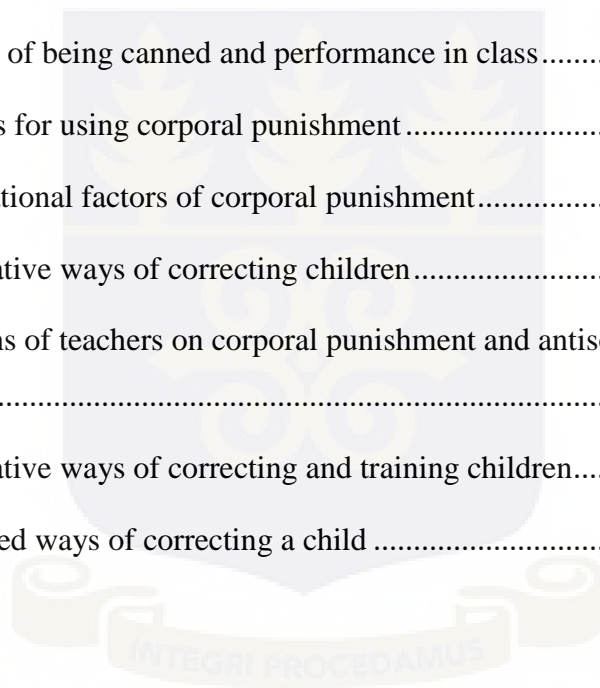 of being canned and performance in class.......
s for using corporal punishment..........................
tional factors of corporal punishment.................
ative ways of correcting children.........................
ns of teachers on corporal punishment and antis
.......................................................................
ative ways of correcting and training children....
ed ways of correcting a child ..............................
INTEGRI PROCEDAMUS